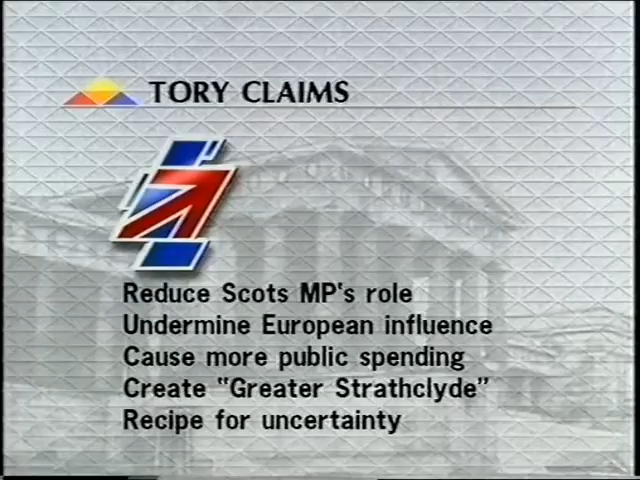 TORY CLAIMS
Reduce Scots MP‘s role
Undermine European influence
Cause more public spending
Create “Greater Strathclyde”
Recipe for uncertainty